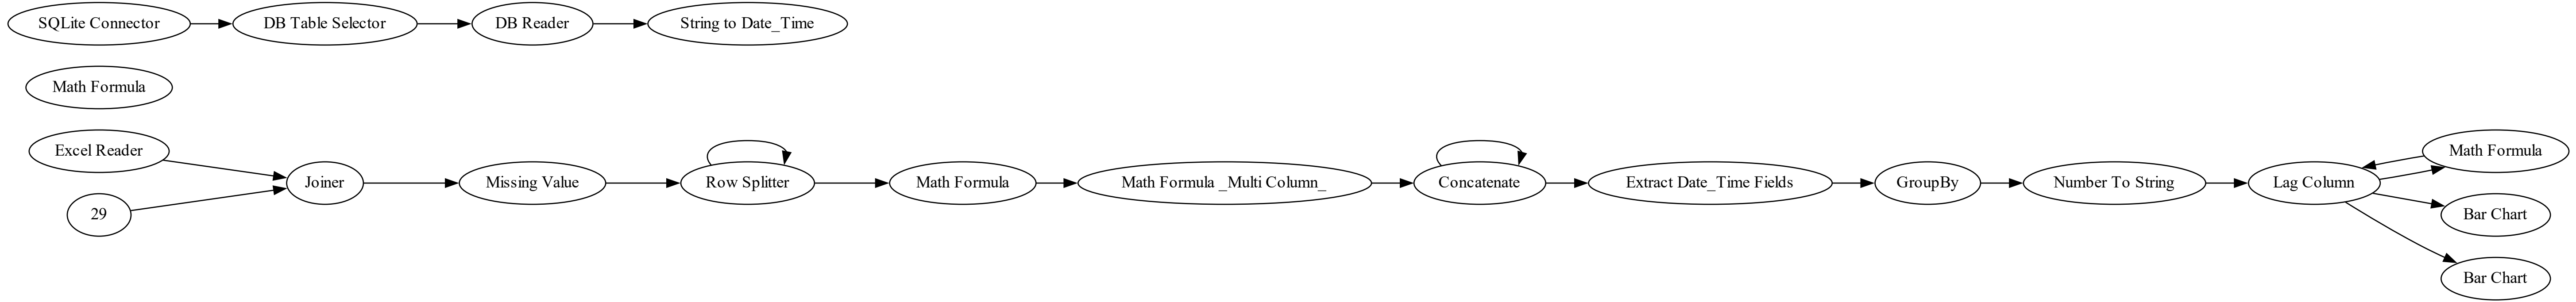 SQLite Connector
DB Table Selector
DB Reader
String to Date_Time
Math Formula
Excel Reader
29
Joiner
Missing Value
Row Splitter
Math Formula
Math Formula _Multi Column_
Concatenate
Extract Date_Time Fields
GroupBy
Number To String
Lag Column
Math Formula
Bar Chart
Bar Chart